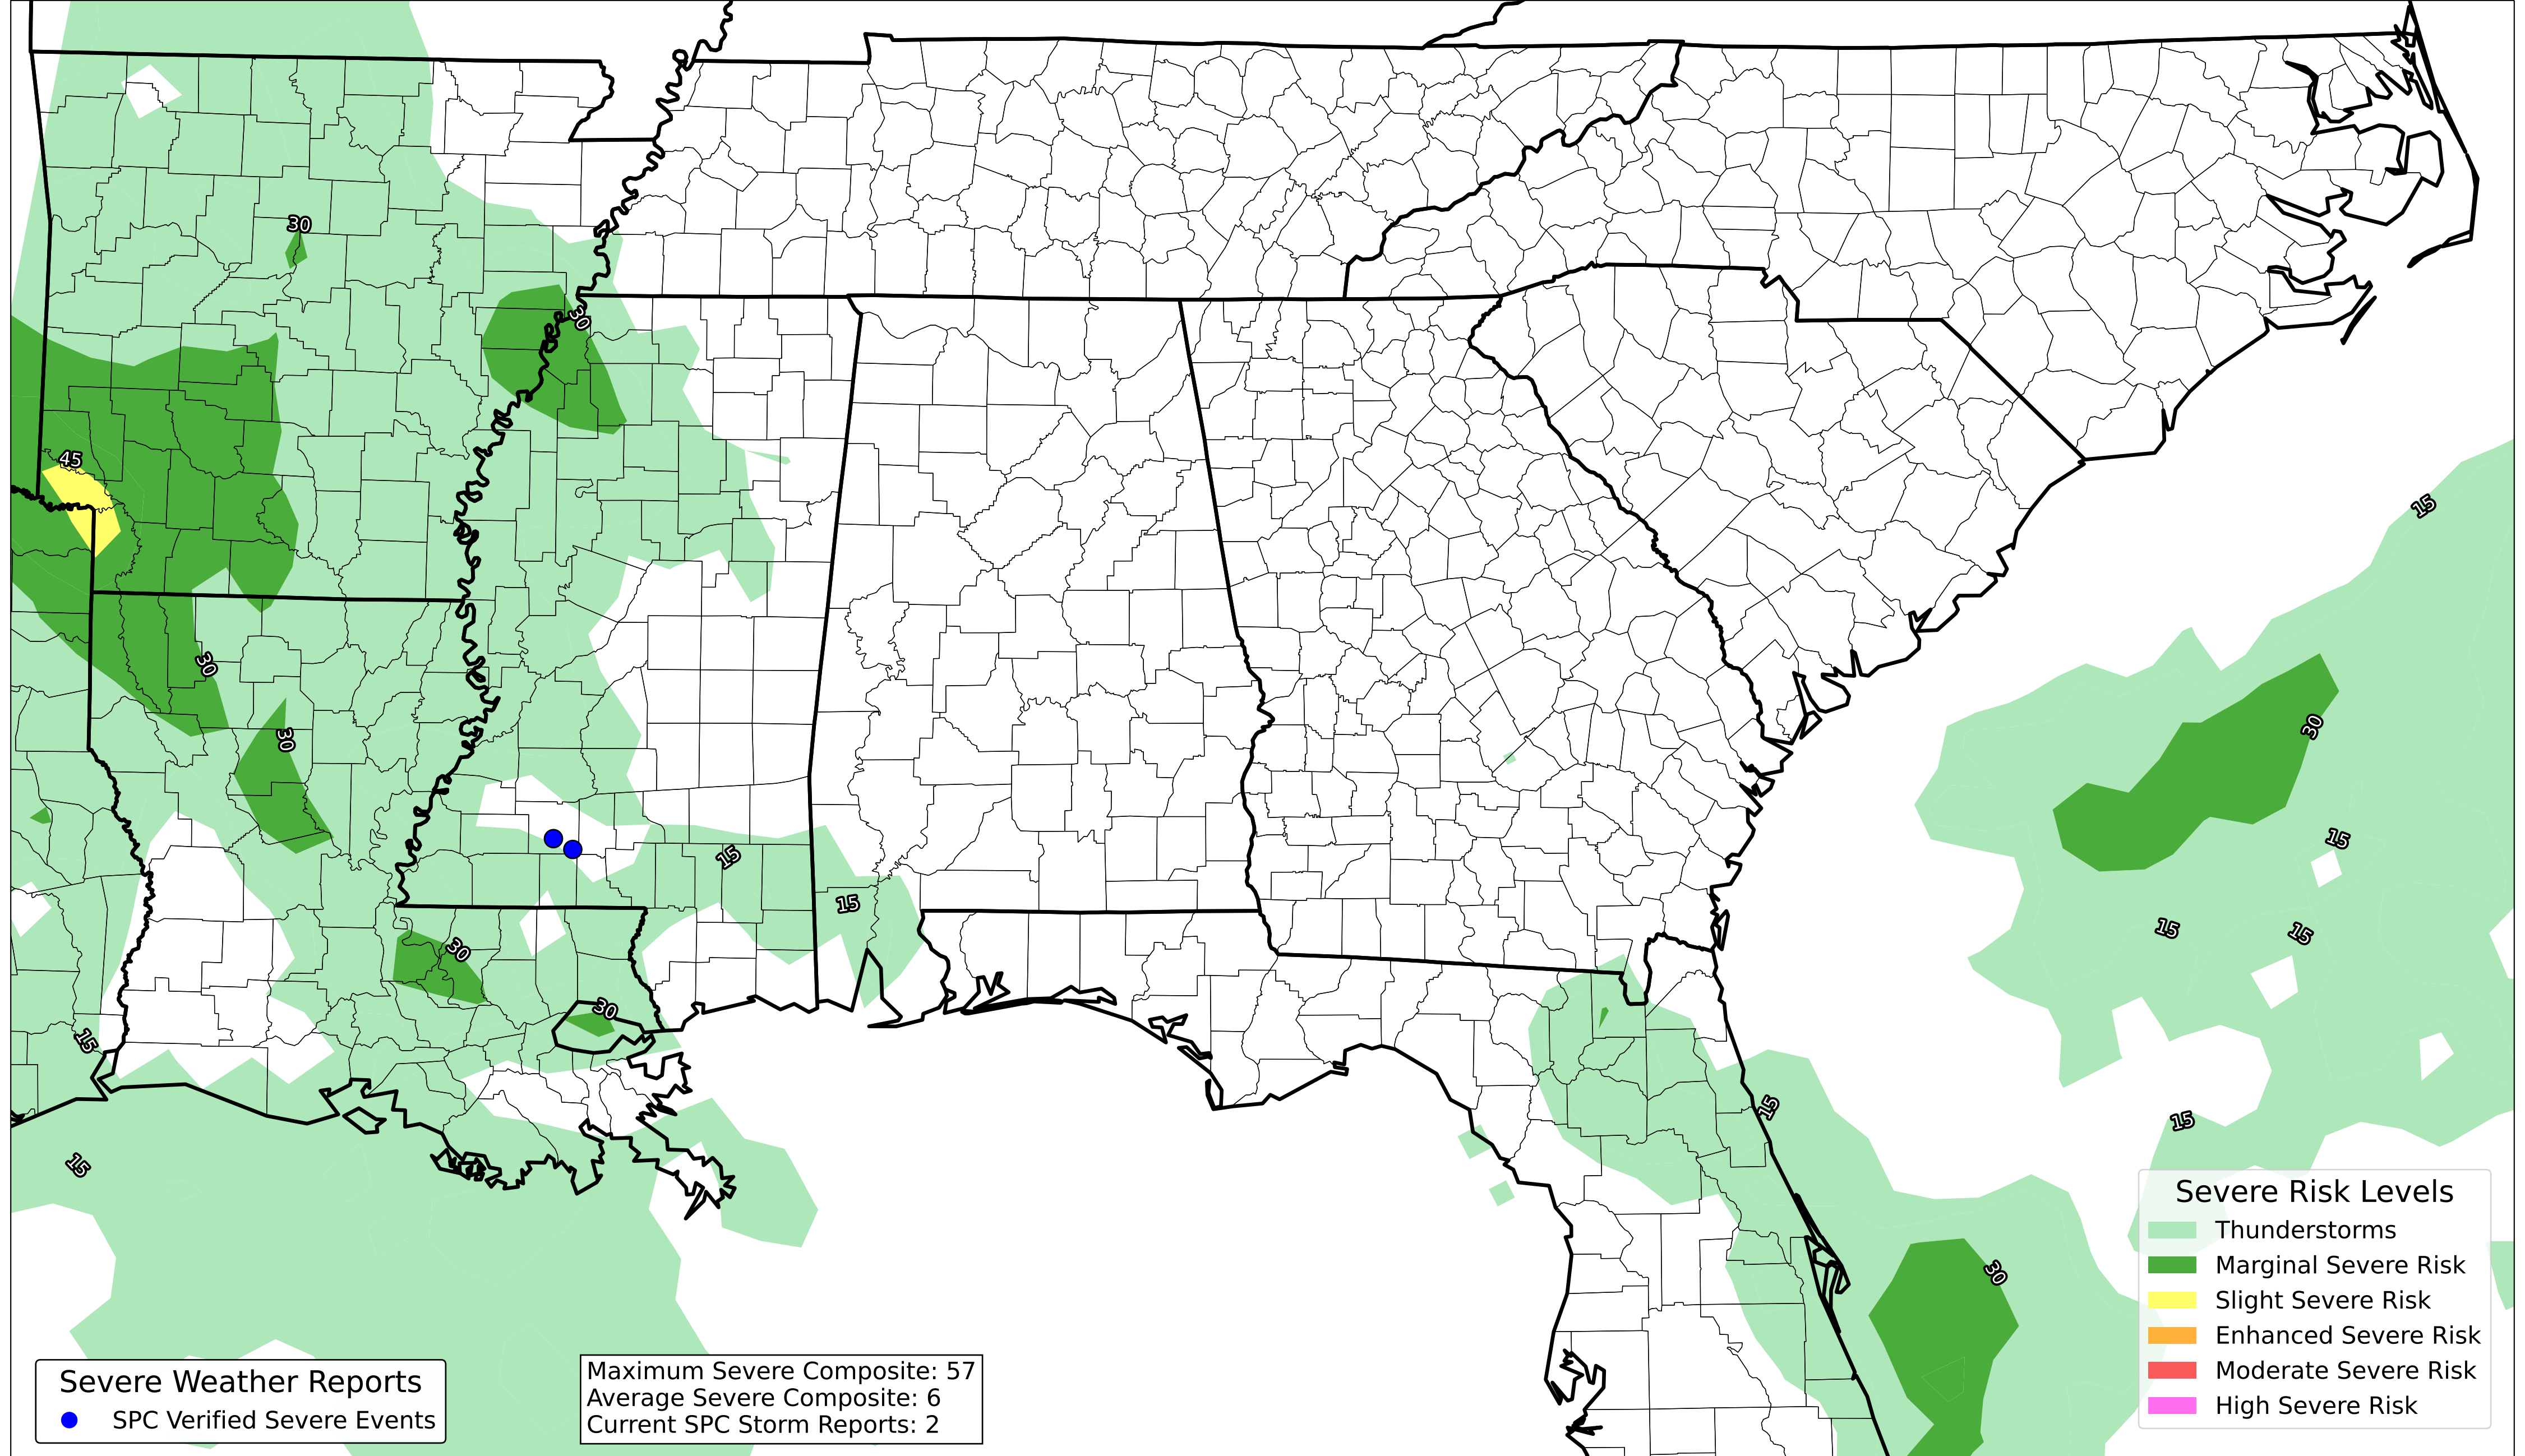 30
30
45
15
30
30
30
15
15
15
15
15
30
15
30
15
15
15
30
15
Severe Risk Levels
Thunderstorms
Marginal Severe Risk
Slight Severe Risk
Enhanced Severe Risk
Moderate Severe Risk
High Severe Risk
Severe Weather Reports
SPC Verified Severe Events
Maximum Severe Composite: 57
Average Severe Composite: 6
Current SPC Storm Reports: 2